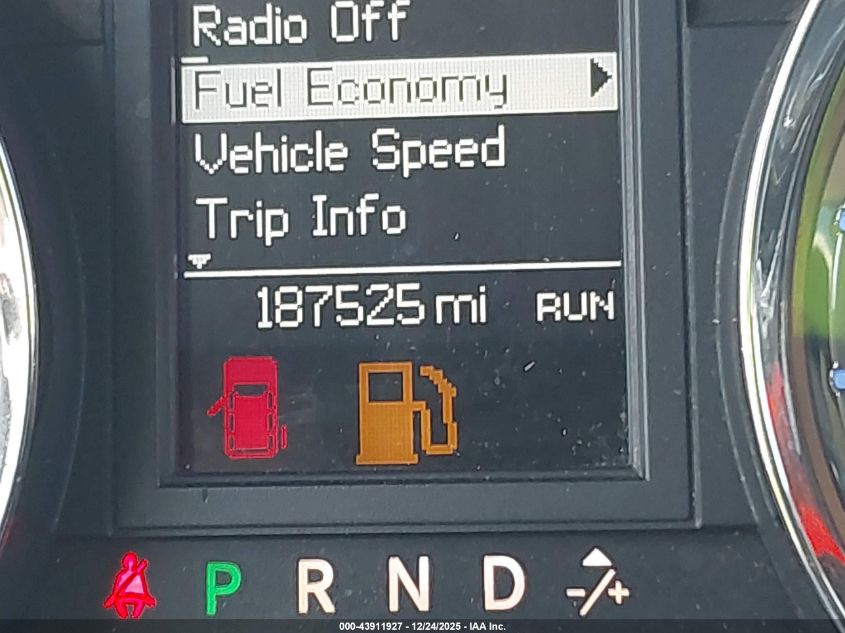 Radio Off
Fuel Economy
Vehicle Speed
Trip Info
187525 mi RUN
P R N D -/+
000-43911927 - 12/24/2025 - IAA Inc.